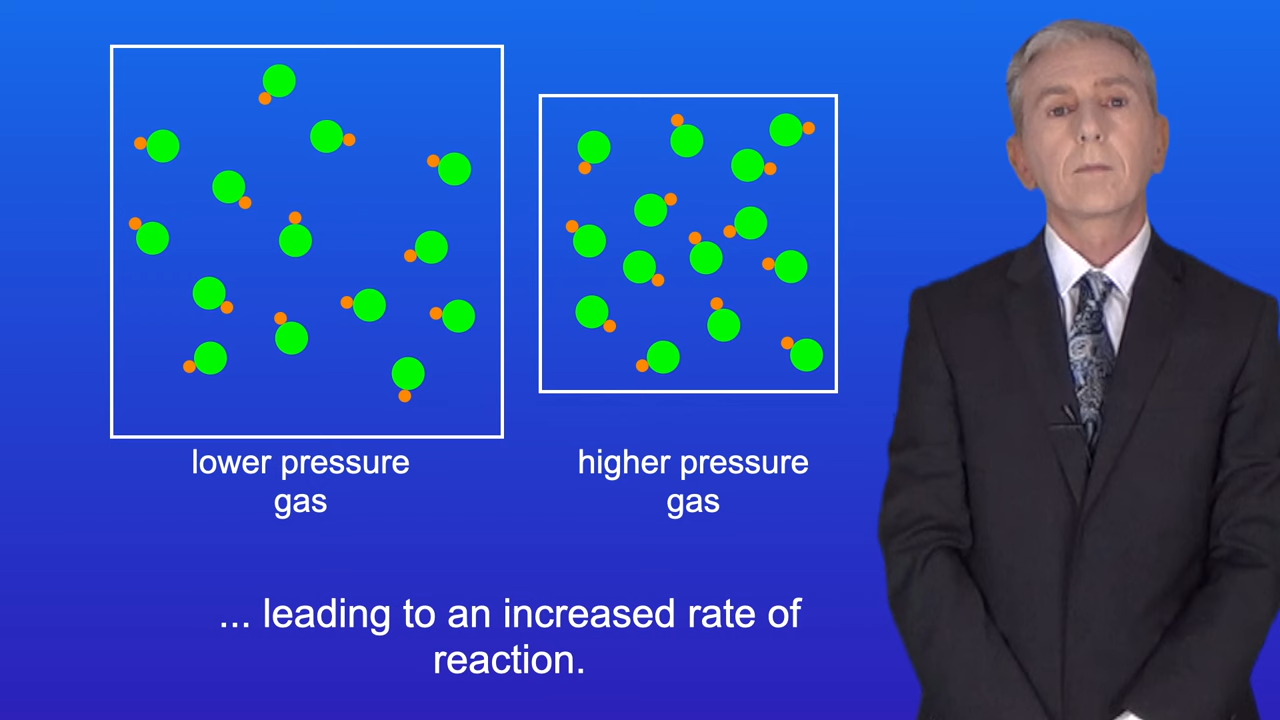 lower pressure
gas
higher pressure
gas
... leading to an increased rate of
reaction.